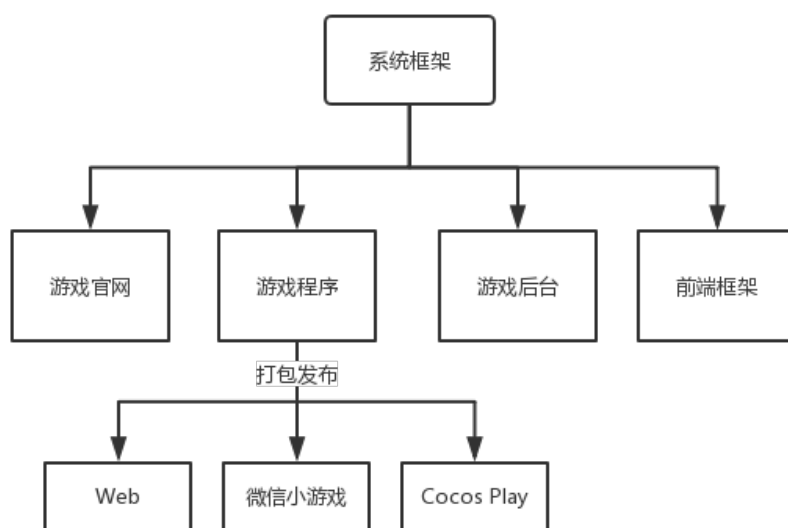 系统框架
游戏官网
游戏程序
游戏后台
前端框架
打包发布
Web
微信小游戏
Cocos Play